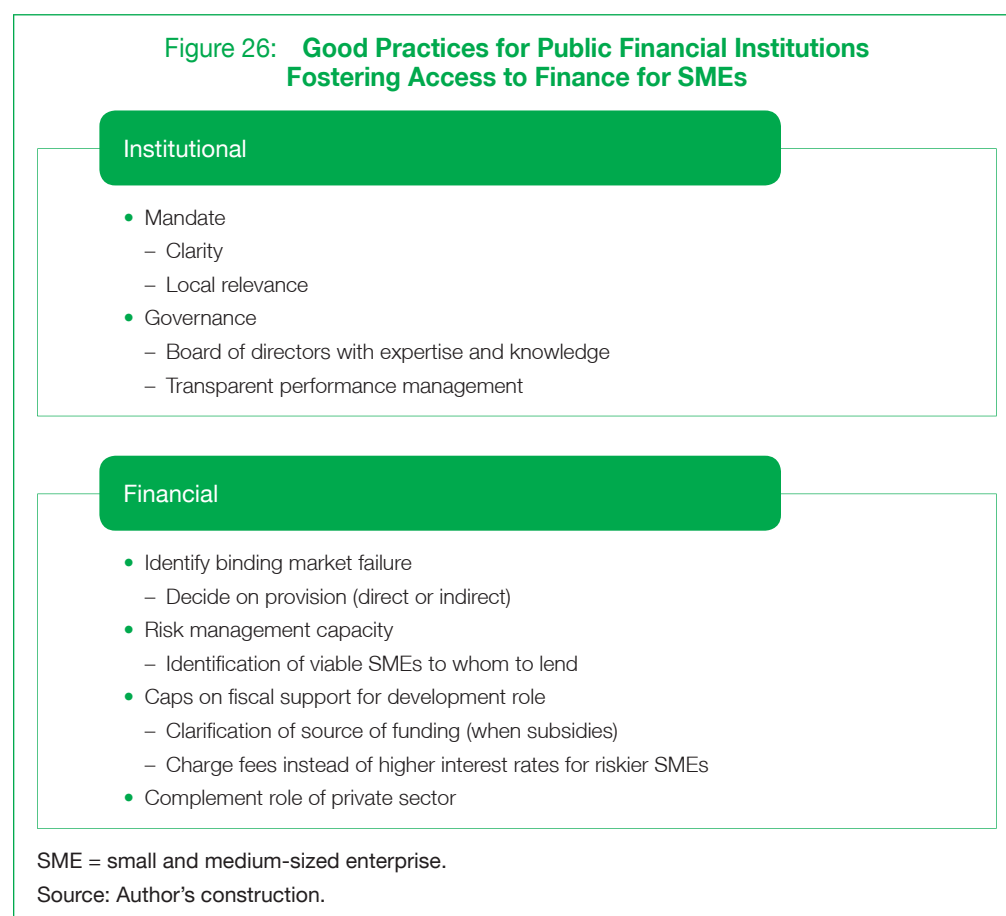 Figure 26: Good Practices for Public Financial Institutions
Fostering Access to Finance for SMEs
Institutional
• Mandate
– Clarity
– Local relevance
• Governance
– Board of directors with expertise and knowledge
– Transparent performance management
Financial
• Identify binding market failure
– Decide on provision (direct or indirect)
• Risk management capacity
– Identification of viable SMEs to whom to lend
• Caps on fiscal support for development role
– Clarification of source of funding (when subsidies)
– Charge fees instead of higher interest rates for riskier SMEs
• Complement role of private sector
SME = small and medium-sized enterprise.
Source: Author’s construction.